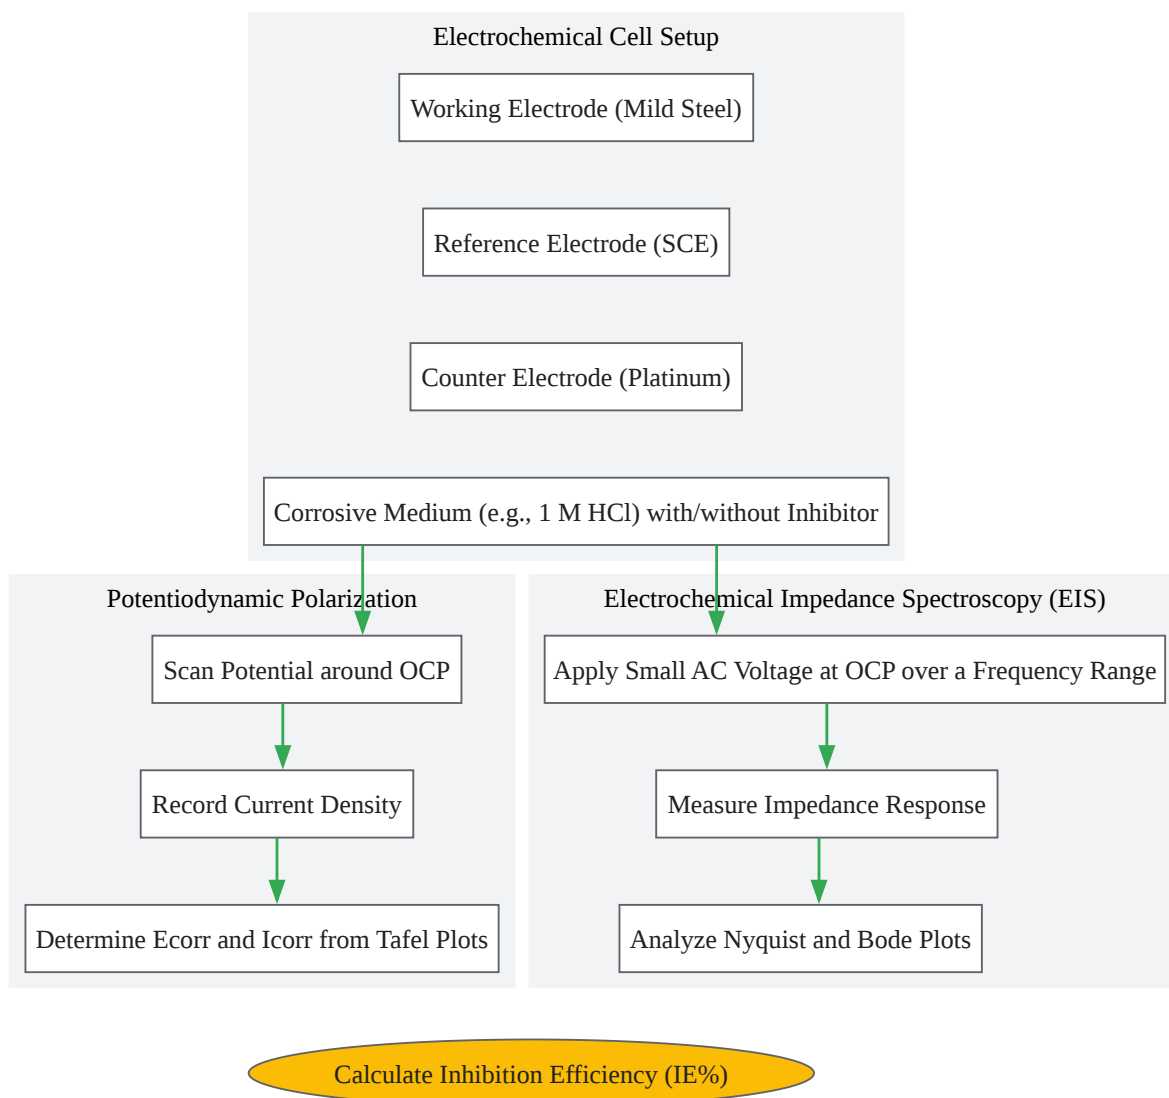 Electrochemical Cell Setup
Working Electrode (Mild Steel)
Reference Electrode (SCE)
Counter Electrode (Platinum)
Corrosive Medium (e.g., 1 M HCl) with/without Inhibitor
Potentiodynamic Polarization
Scan Potential around OCP
Record Current Density
Determine Ecorr and Icorr from Tafel Plots
Electrochemical Impedance Spectroscopy (EIS)
Apply Small AC Voltage at OCP over a Frequency Range
Measure Impedance Response
Analyze Nyquist and Bode Plots
Calculate Inhibition Efficiency (IE%)